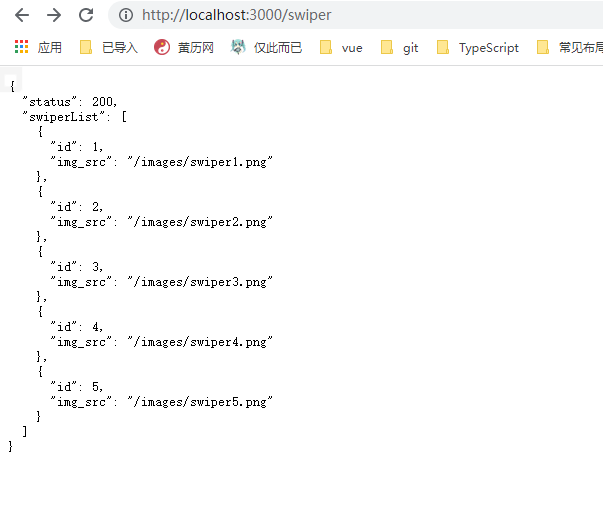 http://localhost:3000/swiper
应用 已导入 黄历网 仅此而已 vue git TypeScript 常见布局
{
  "status": 200,
  "swiperList": [
    {
      "id": 1,
      "img_src": "/images/swiper1.png"
    },
    {
      "id": 2,
      "img_src": "/images/swiper2.png"
    },
    {
      "id": 3,
      "img_src": "/images/swiper3.png"
    },
    {
      "id": 4,
      "img_src": "/images/swiper4.png"
    },
    {
      "id": 5,
      "img_src": "/images/swiper5.png"
    }
  ]
}